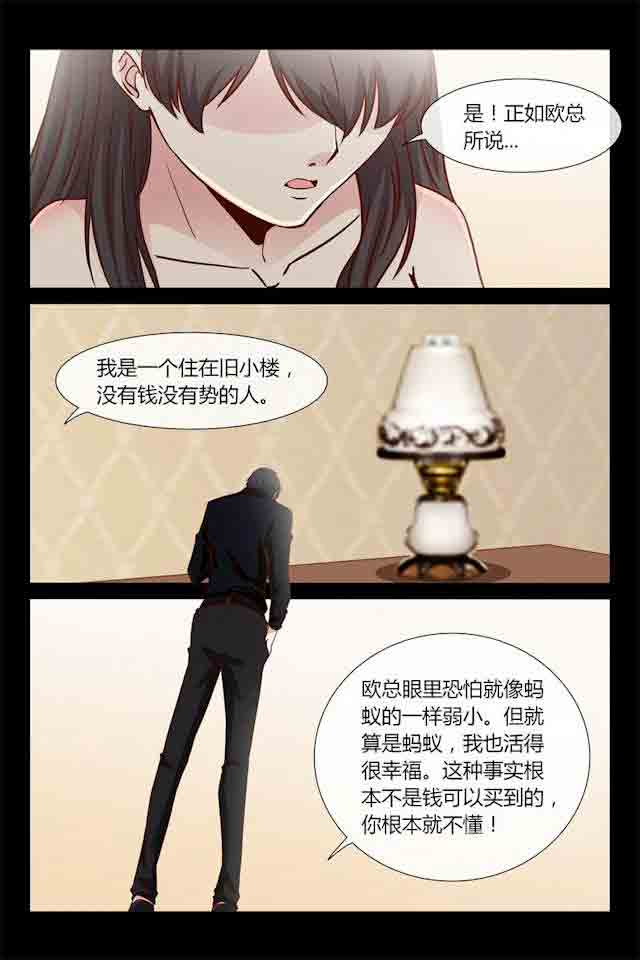 是！正如欧总
所说...
我是一个住在旧小楼，
没有钱没有势的人。
欧总眼里恐怕就像蚂
蚁的一样弱小。但就
算是蚂蚁，我也活得
很幸福。这种事实根
本不是钱可以买到的，
你根本就不懂！